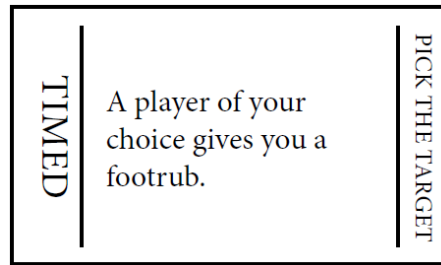 TIMED
A player of your
choice gives you a
footrub.
PICK THE TARGET